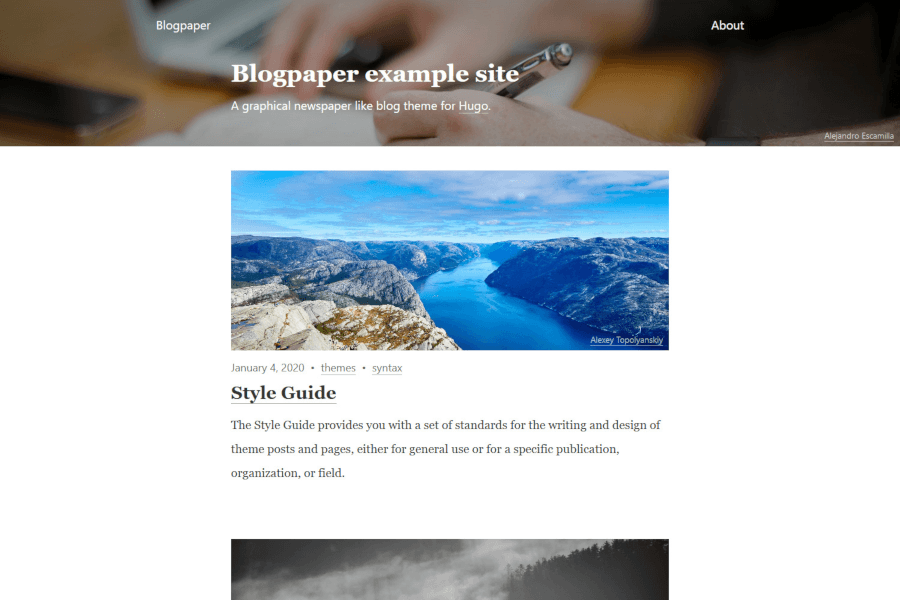 Blogpaper About
Blogpaper example site
A graphical newspaper like blog theme for Hugo.
Alejandro Escamilla
Alexey Topolyanskiy
January 4, 2020 • themes • syntax
Style Guide
The Style Guide provides you with a set of standards for the writing and design of
theme posts and pages, either for general use or for a specific publication,
organization, or field.